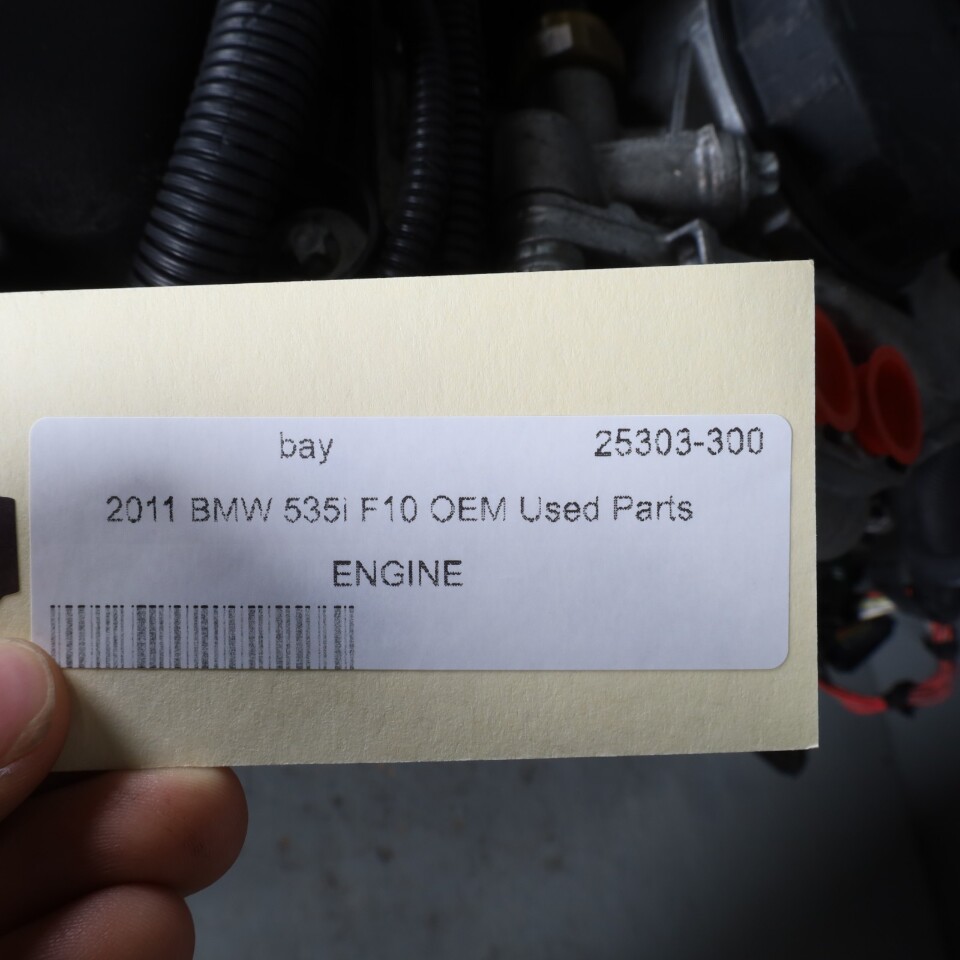 bay 25303-300
2011 BMW 535i F10 OEM Used Parts
ENGINE